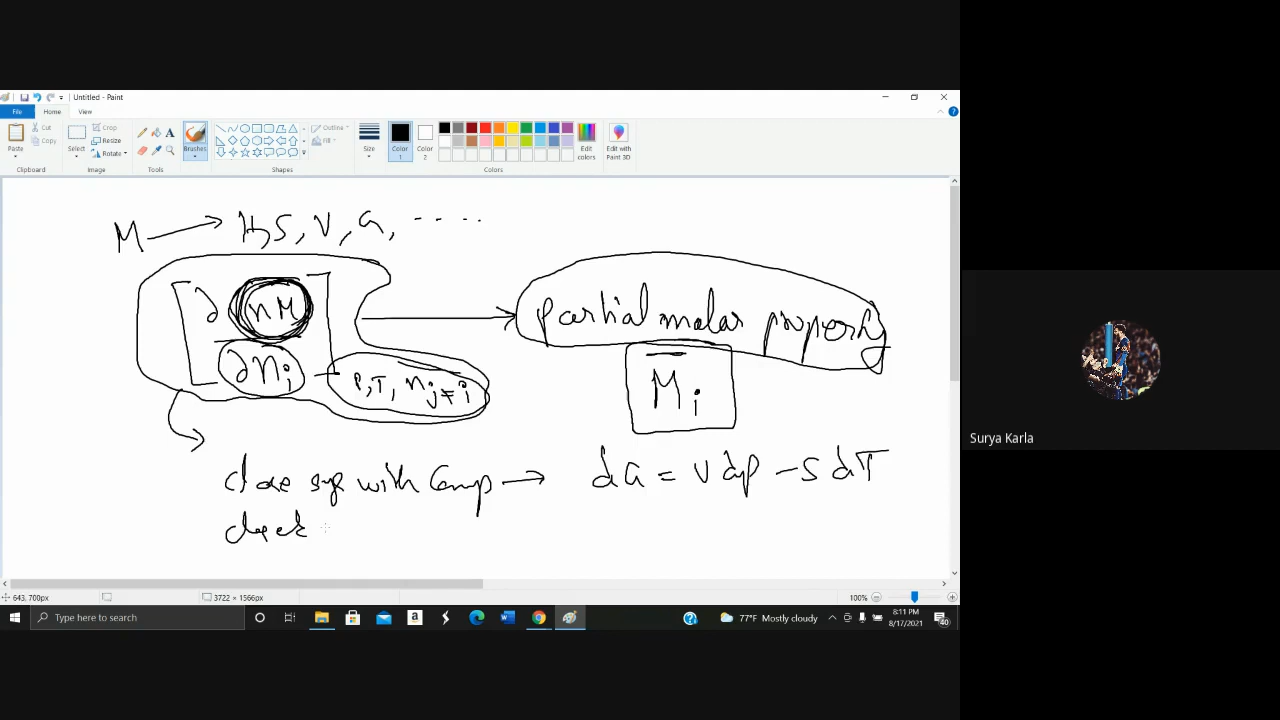 Untitled - Paint
File Home View
Paste Cut Copy Select Crop Resize Rotate Brushes Outline Fill Size Color 1 Color 2 Edit colors Edit with Paint 3D
Clipboard Image Tools Shapes Colors
M → H, S, V, G, - - - -
[∂(nM)/∂ni] P, T, nj≠i → partial molar property
M̄i
close sys with Comp → dG = Vdp - SdT
check
Surya Karla
643, 700px 3722 × 1566px 100%
Type here to search 77°F Mostly cloudy 8:11 PM
8/17/2021 40